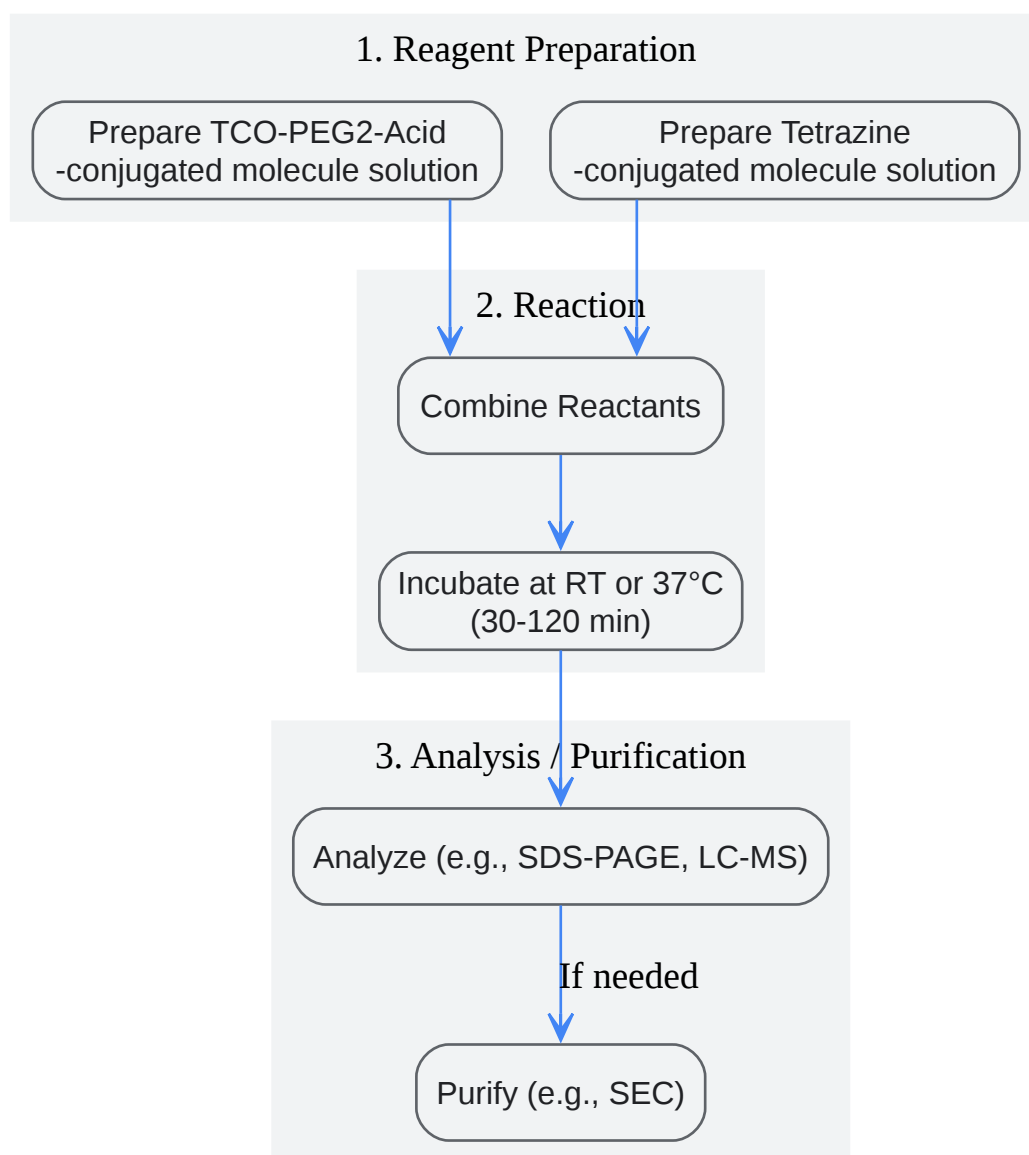 1. Reagent Preparation
Prepare TCO-PEG2-Acid
-conjugated molecule solution
Prepare Tetrazine
-conjugated molecule solution
2. Reaction
Combine Reactants
Incubate at RT or 37°C
(30-120 min)
3. Analysis / Purification
Analyze (e.g., SDS-PAGE, LC-MS)
If needed
Purify (e.g., SEC)